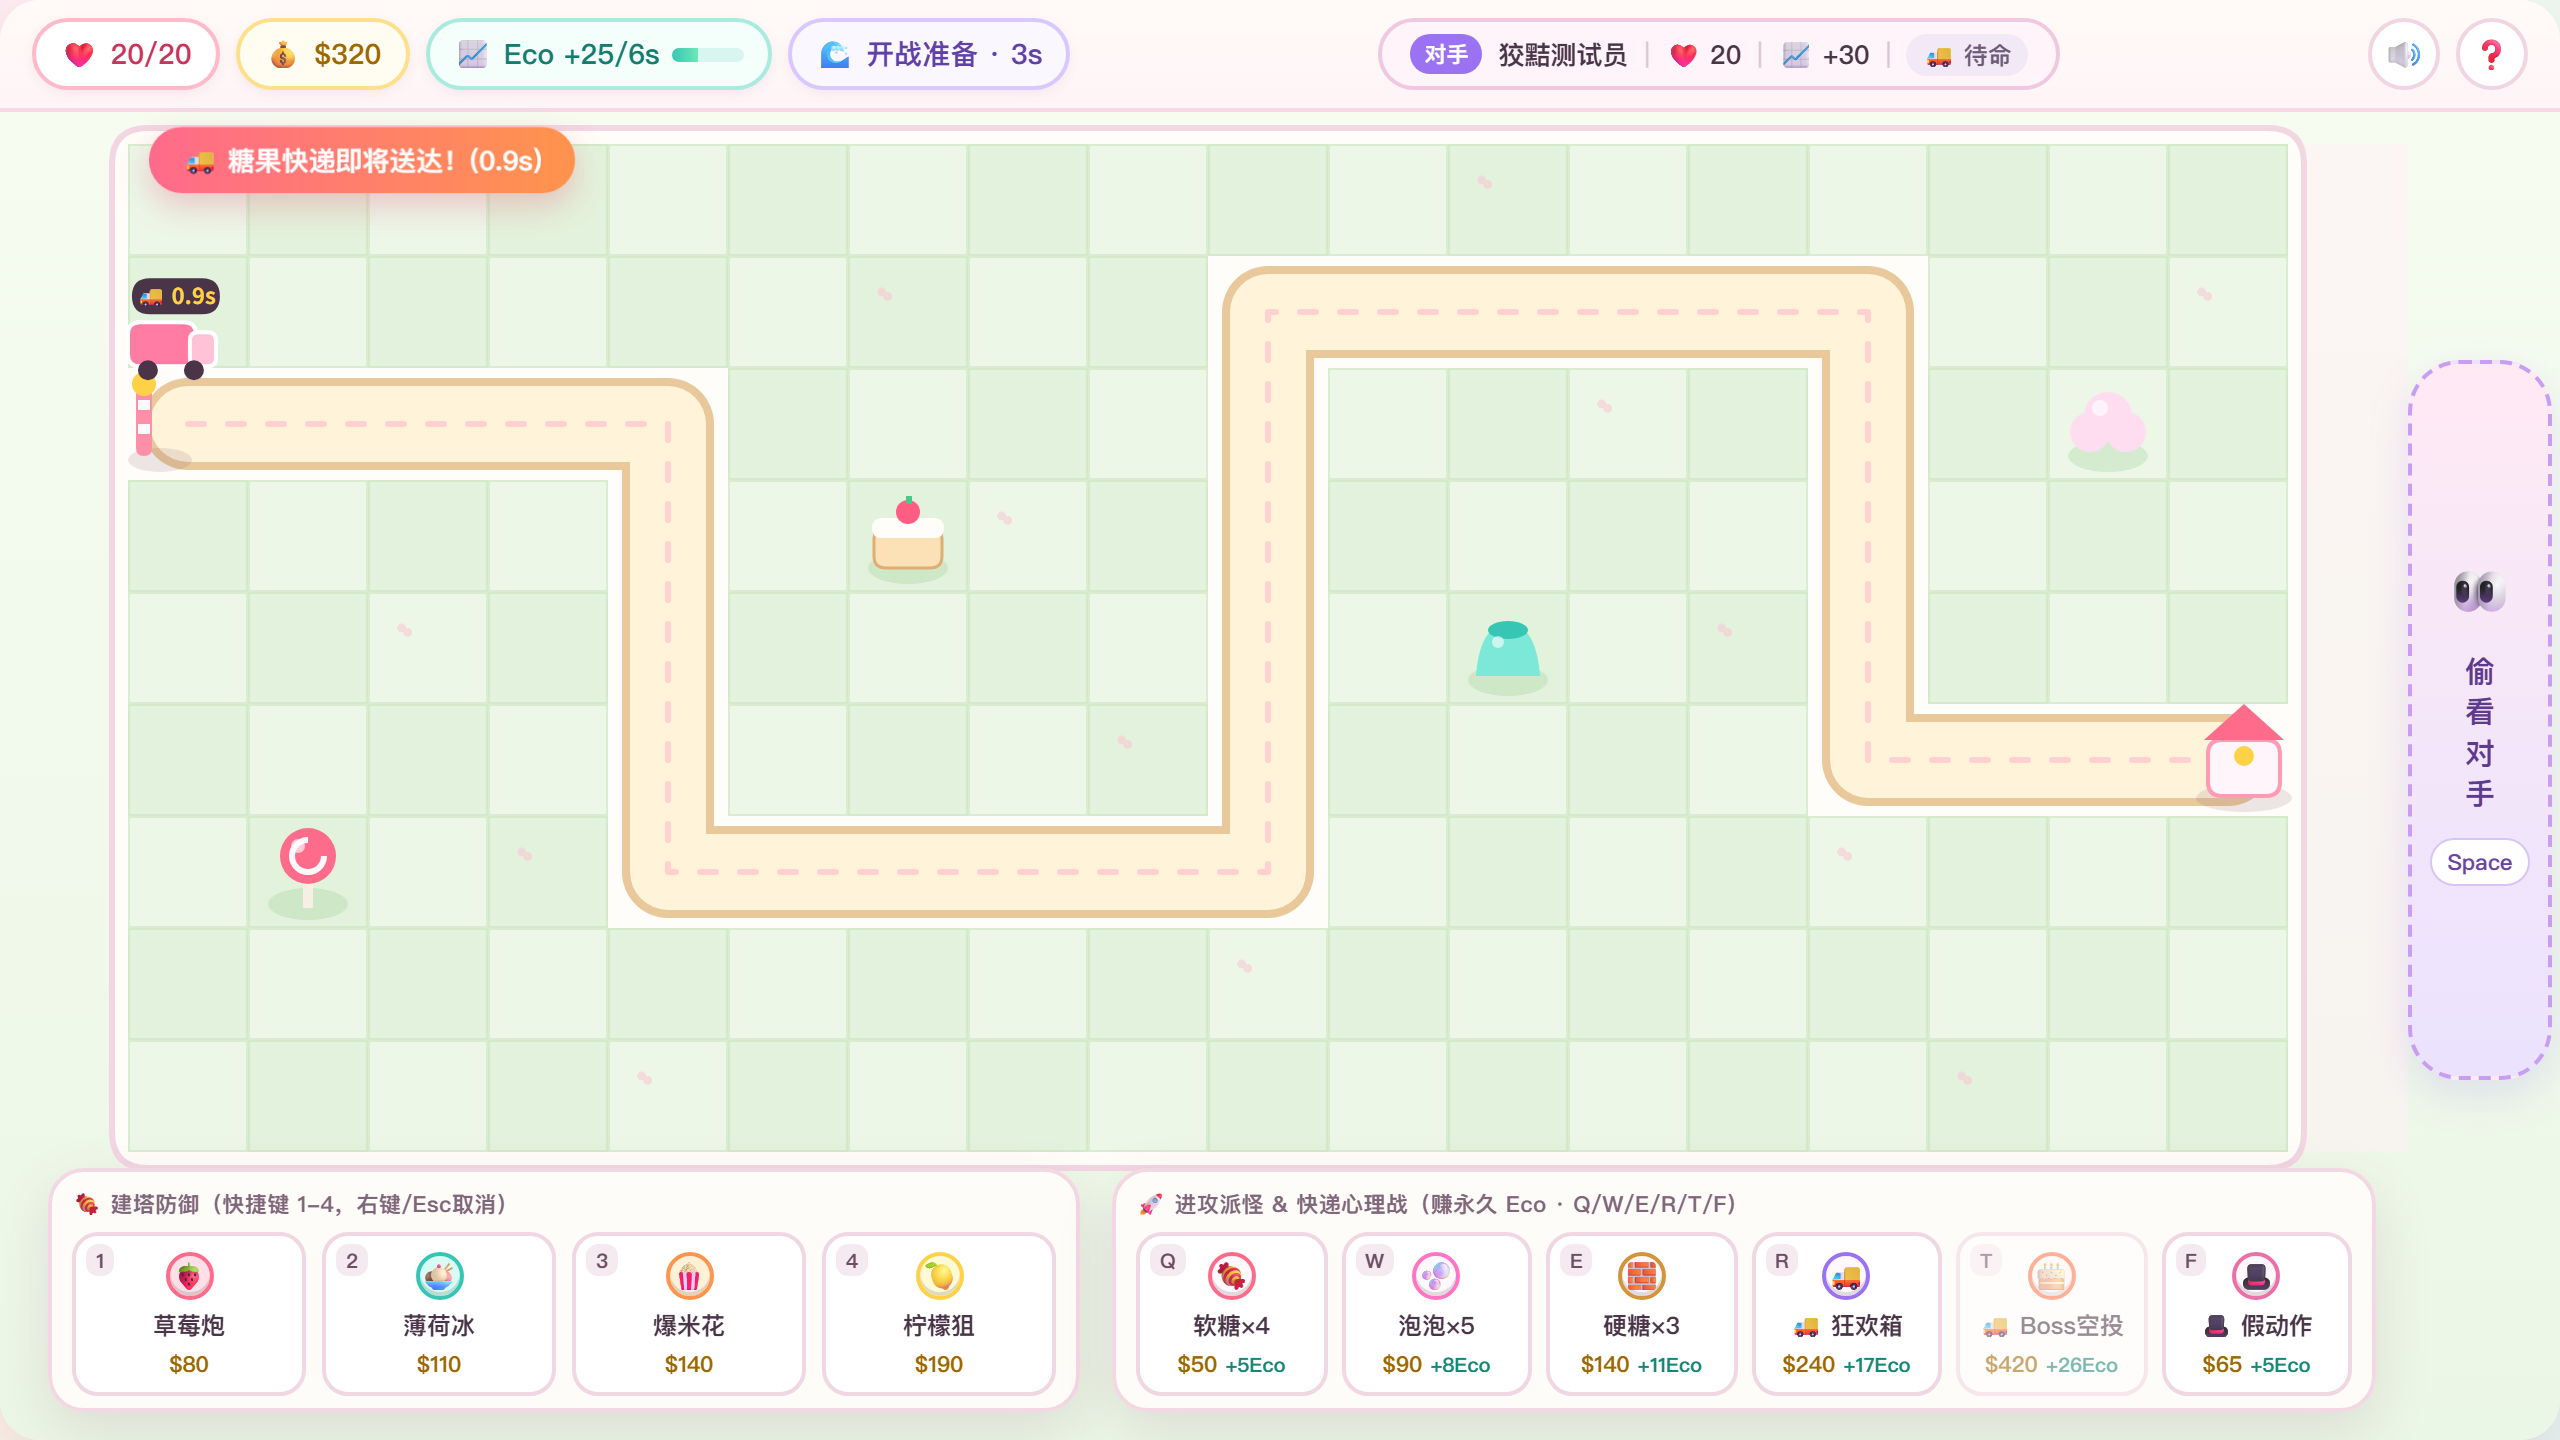 20/20
$320
Eco +25/6s
开战准备 · 3s
对手 狡黠测试员 | 20 | +30 | 待命
糖果快递即将送达！(0.9s)
0.9s
偷看对手
Space
建塔防御（快捷键 1–4，右键/Esc取消）
1
草莓炮
$80
2
薄荷冰
$110
3
爆米花
$140
4
柠檬狙
$190
进攻派怪 & 快递心理战（赚永久 Eco · Q/W/E/R/T/F）
Q
软糖×4
$50 +5Eco
W
泡泡×5
$90 +8Eco
E
硬糖×3
$140 +11Eco
R
狂欢箱
$240 +17Eco
T
Boss空投
$420 +26Eco
F
假动作
$65 +5Eco